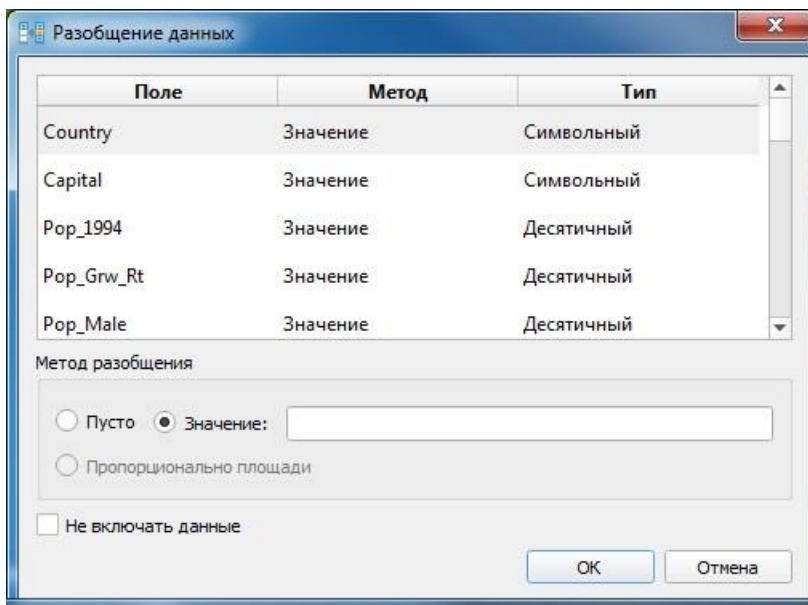 Разобщение данных
Поле Метод Тип
Country Значение Символьный
Capital Значение Символьный
Pop_1994 Значение Десятичный
Pop_Grw_Rt Значение Десятичный
Pop_Male Значение Десятичный
Метод разобщения
Пусто Значение:
Пропорционально площади
Не включать данные
ОК Отмена